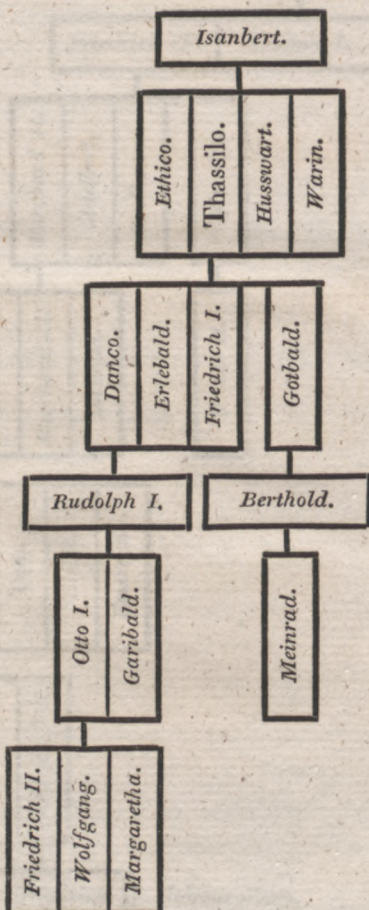 Isanbert.
Ethico.
Thassilo.
Husswart.
Warin.
Danco.
Erlebald.
Friedrich I.
Gotbald.
Rudolph I.
Berthold.
Otto I.
Garibald.
Meinrad.
Friedrich II.
Wolfgang.
Margaretha.